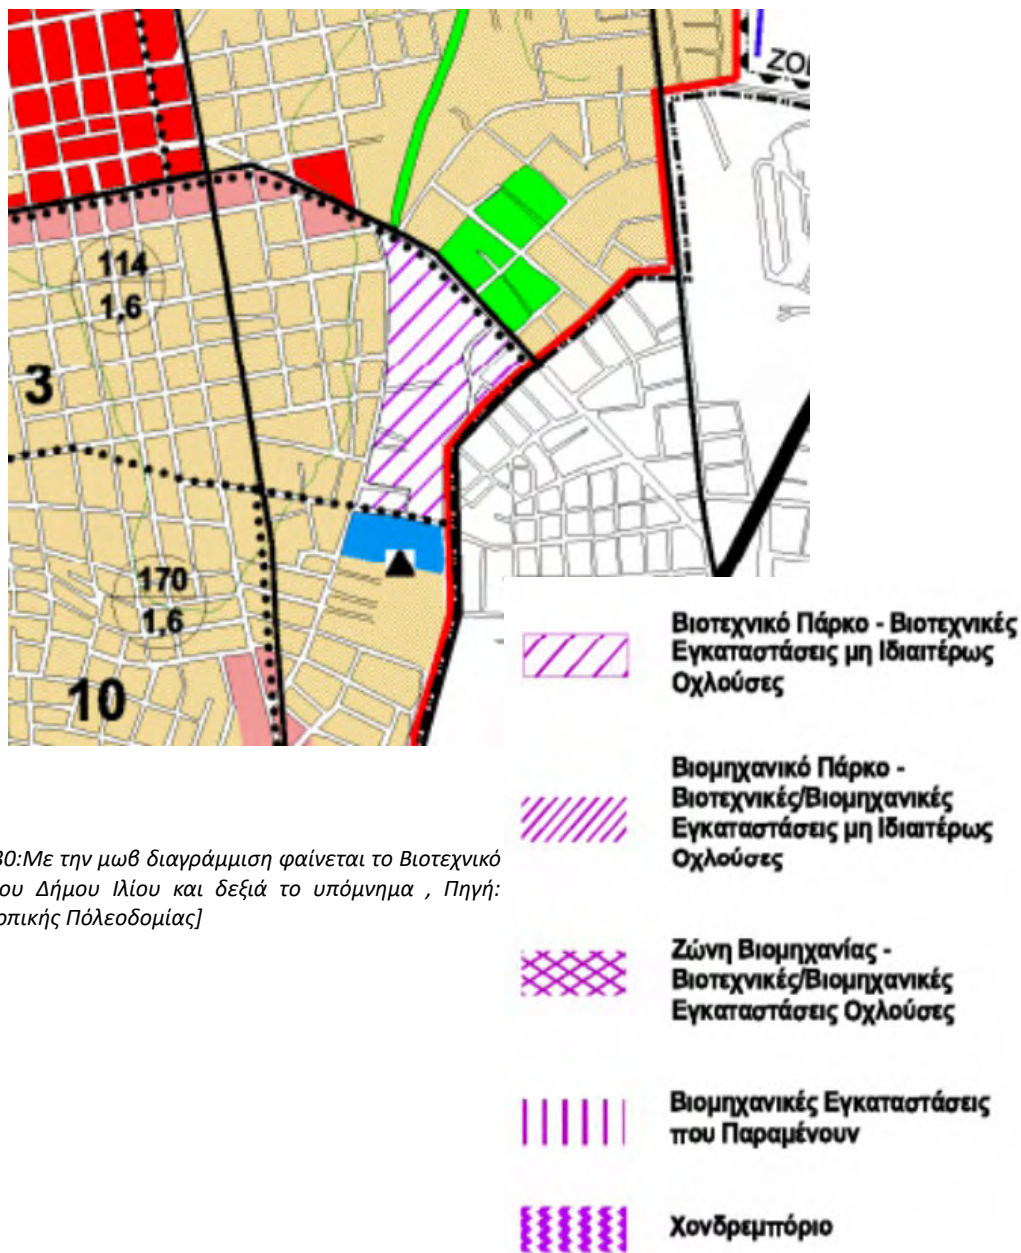 ΖΟ
114
1,6
3
170
1,6
10
Βιοτεχνικό Πάρκο - Βιοτεχνικές
Εγκαταστάσεις μη Ιδιαιτέρως
Οχλούσες
Βιομηχανικό Πάρκο -
Βιοτεχνικές/Βιομηχανικές
Εγκαταστάσεις μη Ιδιαιτέρως
Οχλούσες
30:Με την μωβ διαγράμμιση φαίνεται το Βιοτεχνικό
ου Δήμου Ιλίου και δεξιά το υπόμνημα , Πηγή:
οπικής Πόλεοδομίας]
Ζώνη Βιομηχανίας -
Βιοτεχνικές/Βιομηχανικές
Εγκαταστάσεις Οχλούσες
Βιομηχανικές Εγκαταστάσεις
που Παραμένουν
Χονδρεμπόριο